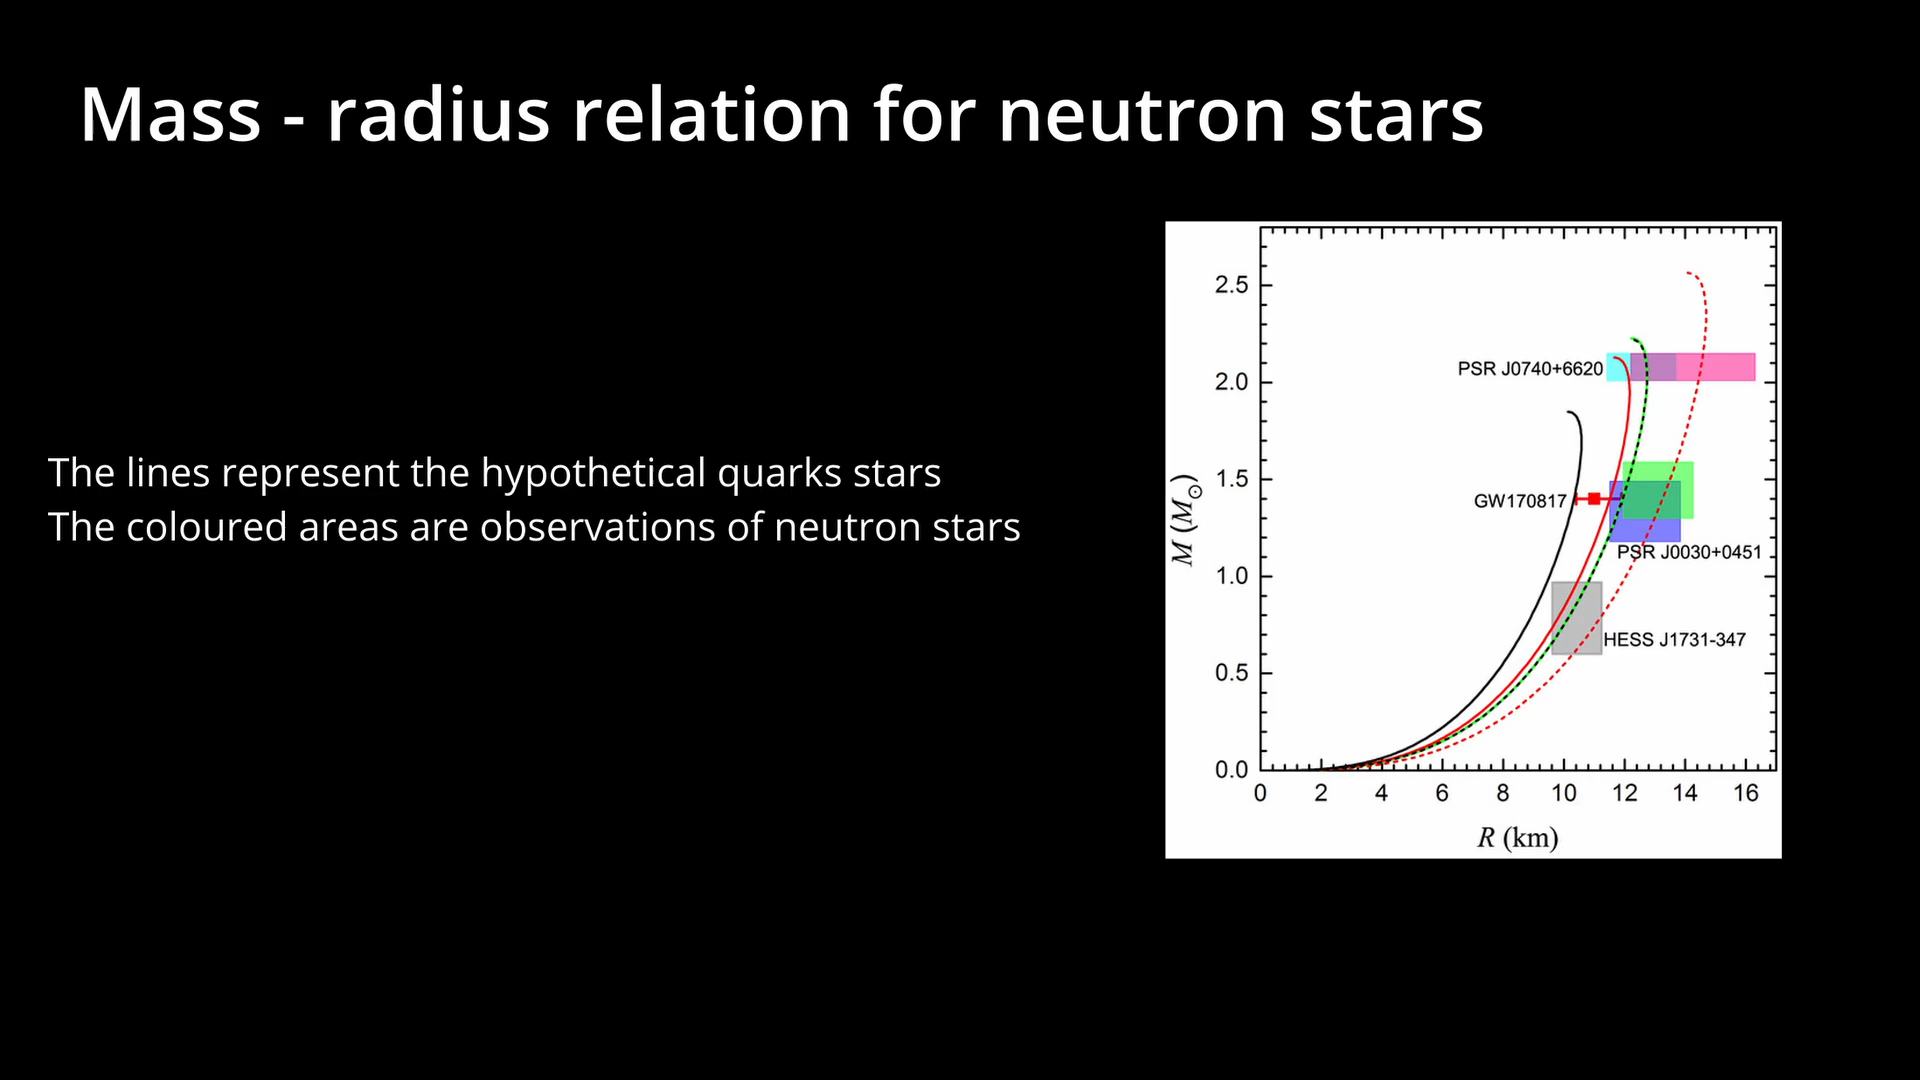 Mass - radius relation for neutron stars
The lines represent the hypothetical quarks stars
The coloured areas are observations of neutron stars
2.5
2.0
1.5
1.0
0.5
0.0
M (M☉)
PSR J0740+6620
GW170817
PSR J0030+0451
HESS J1731-347
0 2 4 6 8 10 12 14 16
R (km)